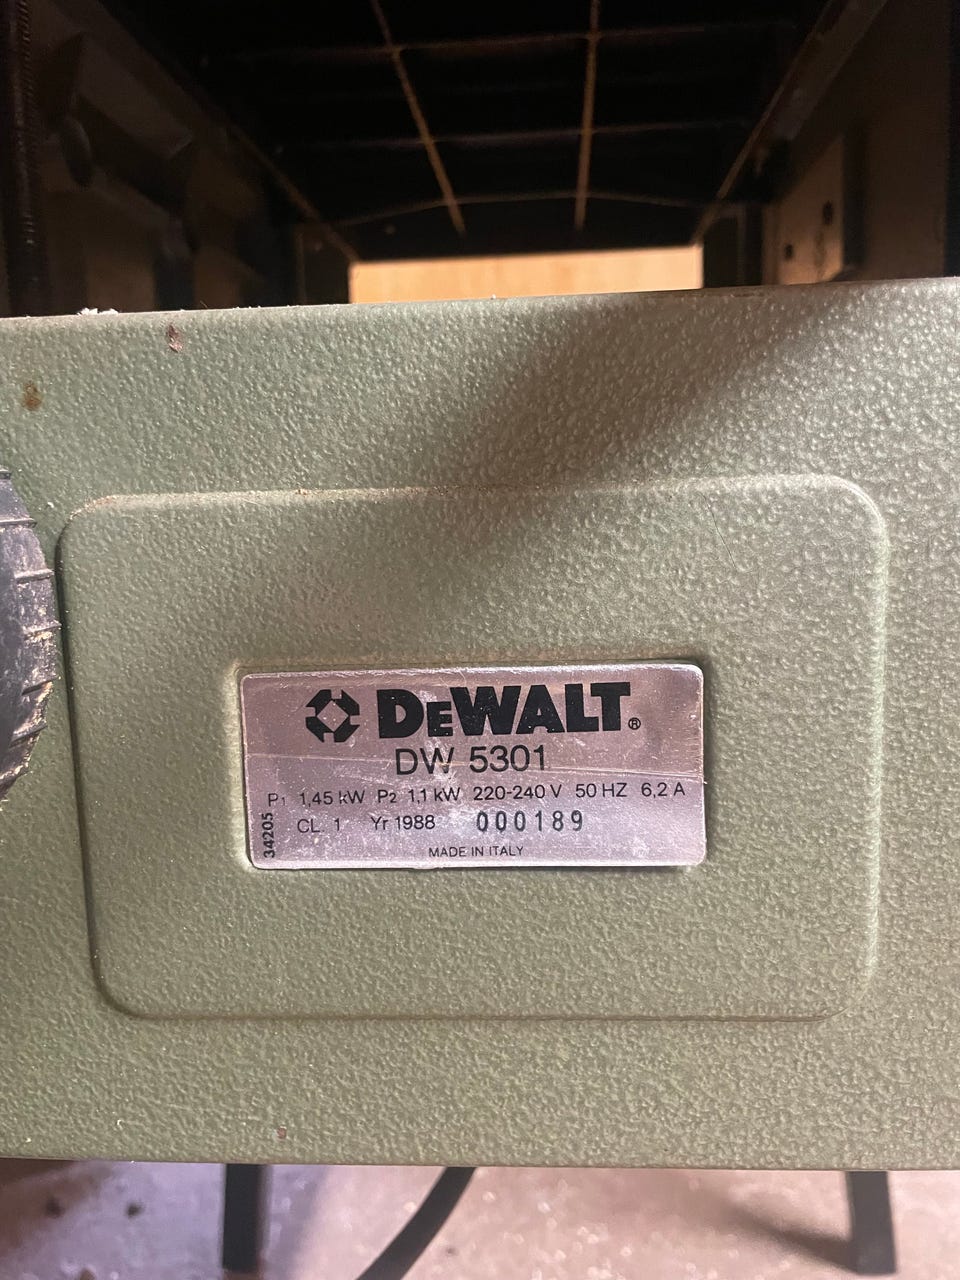 DEWALT®
DW 5301
P1 1,45 kW P2 1,1 kW 220-240 V 50 HZ 6,2 A
CL. 1 Yr 1988 000189
MADE IN ITALY
34205